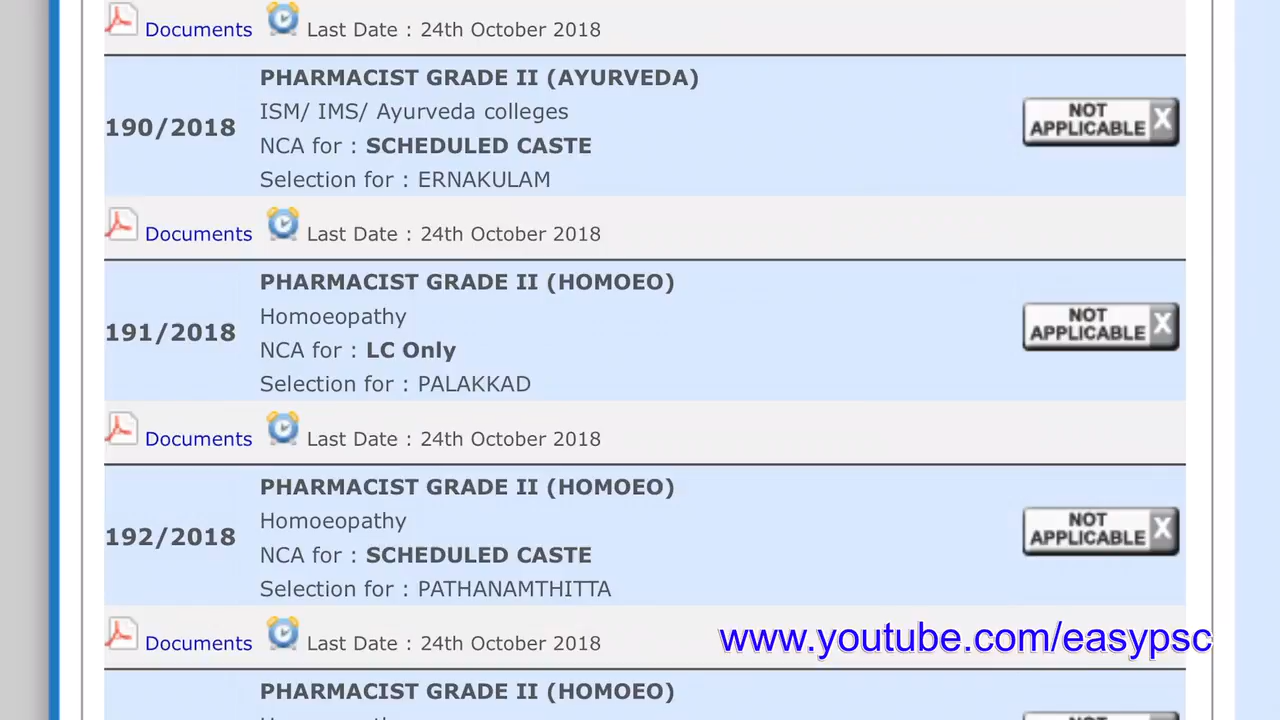 Documents Last Date : 24th October 2018
PHARMACIST GRADE II (AYURVEDA)
ISM/ IMS/ Ayurveda colleges
190/2018
NCA for : SCHEDULED CASTE
Selection for : ERNAKULAM
NOT APPLICABLE X
Documents Last Date : 24th October 2018
PHARMACIST GRADE II (HOMOEO)
Homoeopathy
191/2018
NCA for : LC Only
Selection for : PALAKKAD
NOT APPLICABLE X
Documents Last Date : 24th October 2018
PHARMACIST GRADE II (HOMOEO)
Homoeopathy
192/2018
NCA for : SCHEDULED CASTE
Selection for : PATHANAMTHITTA
NOT APPLICABLE X
Documents Last Date : 24th October 2018
www.youtube.com/easypsc
PHARMACIST GRADE II (HOMOEO)